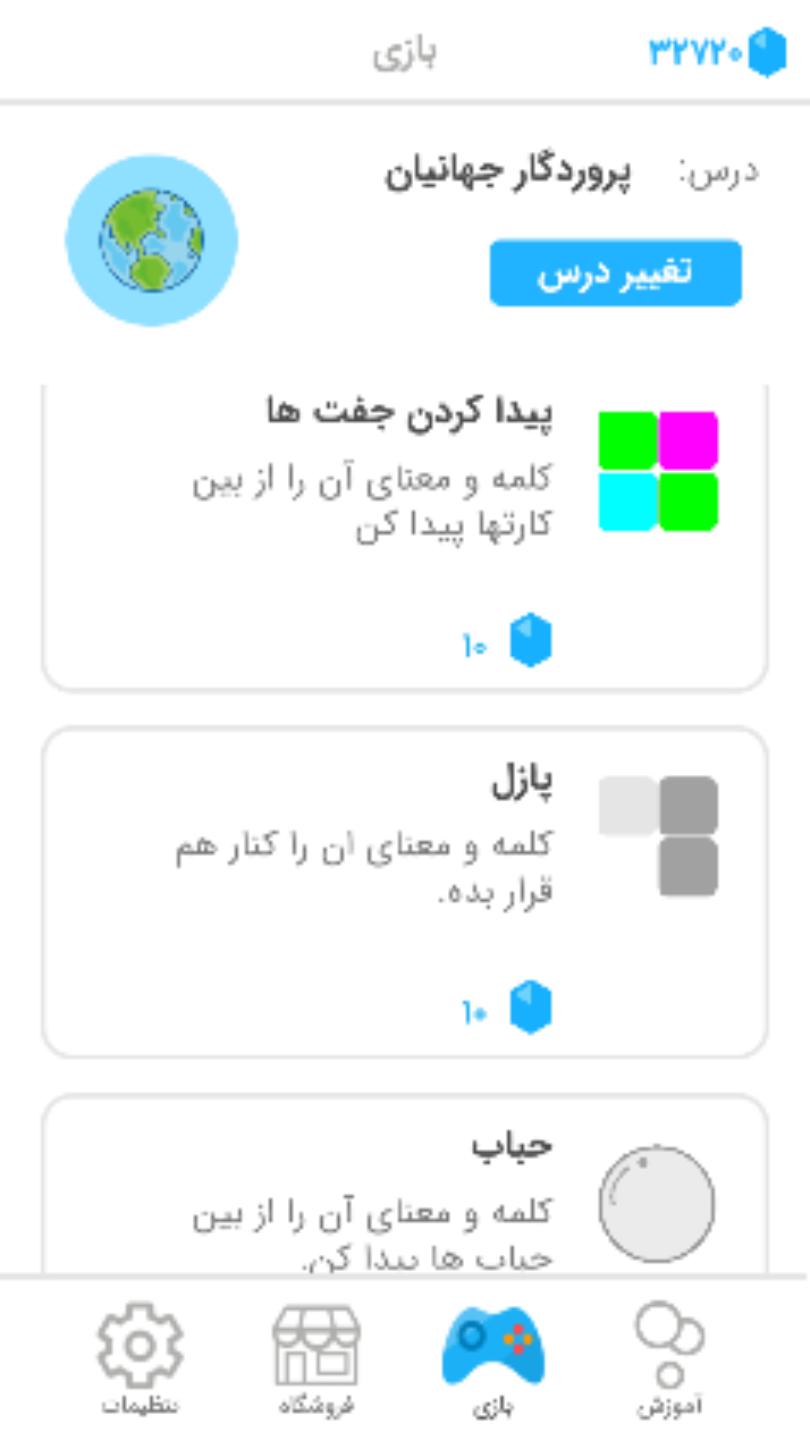 ۳۲۷۲۰
بازی
درس: پروردگار جهانیان
تغییر درس
پیدا کردن جفت ها
کلمه و معنای آن را از بین
کارتها پیدا کن
۱۰
پازل
کلمه و معنای ان را کنار هم
قرار بده.
۱۰
حباب
کلمه و معنای آن را از بین
حباب ها پیدا کن.
آموزش
بازی
فروشگاه
تنظیمات